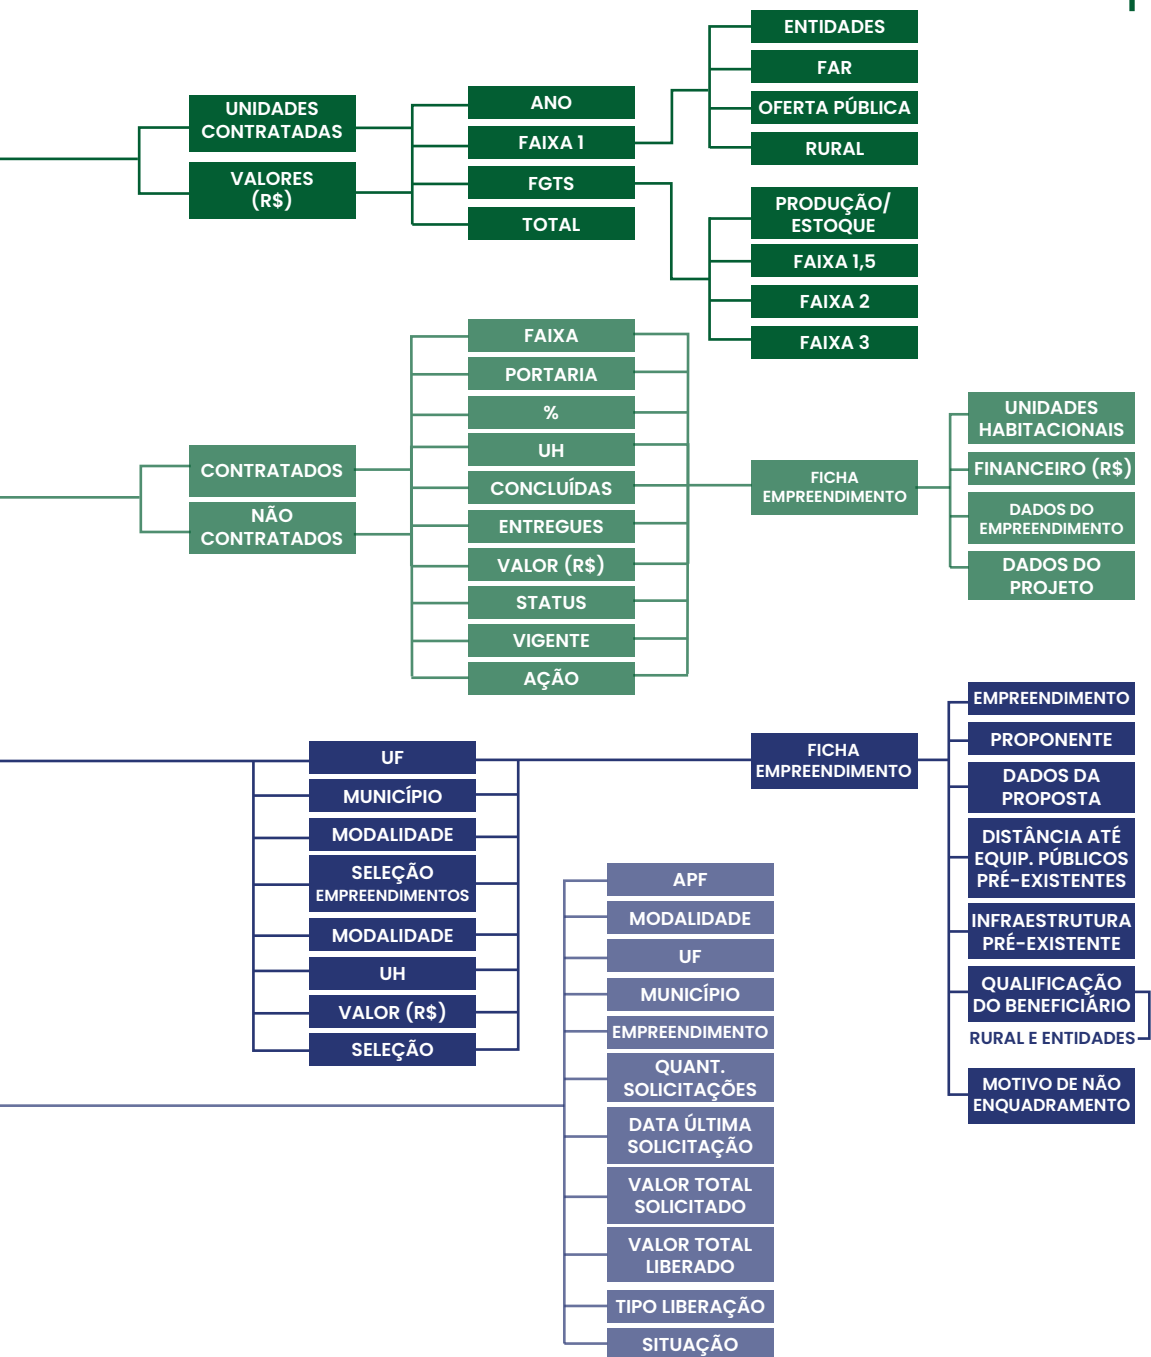 UNIDADES
CONTRATADAS
VALORES
(R$)
ANO
FAIXA 1
FGTS
TOTAL
ENTIDADES
FAR
OFERTA PÚBLICA
RURAL
PRODUÇÃO/
ESTOQUE
FAIXA 1,5
FAIXA 2
FAIXA 3
CONTRATADOS
NÃO
CONTRATADOS
FAIXA
PORTARIA
%
UH
CONCLUÍDAS
ENTREGUES
VALOR (R$)
STATUS
VIGENTE
AÇÃO
FICHA
EMPREENDIMENTO
UNIDADES
HABITACIONAIS
FINANCEIRO (R$)
DADOS DO
EMPREENDIMENTO
DADOS DO
PROJETO
UF
MUNICÍPIO
MODALIDADE
SELEÇÃO
EMPREENDIMENTOS
MODALIDADE
UH
VALOR (R$)
SELEÇÃO
FICHA
EMPREENDIMENTO
EMPREENDIMENTO
PROPONENTE
DADOS DA
PROPOSTA
DISTÂNCIA ATÉ
EQUIP. PÚBLICOS
PRÉ-EXISTENTES
INFRAESTRUTURA
PRÉ-EXISTENTE
QUALIFICAÇÃO
DO BENEFICIÁRIO
RURAL E ENTIDADES
MOTIVO DE NÃO
ENQUADRAMENTO
APF
MODALIDADE
UF
MUNICÍPIO
EMPREENDIMENTO
QUANT.
SOLICITAÇÕES
DATA ÚLTIMA
SOLICITAÇÃO
VALOR TOTAL
SOLICITADO
VALOR TOTAL
LIBERADO
TIPO LIBERAÇÃO
SITUAÇÃO